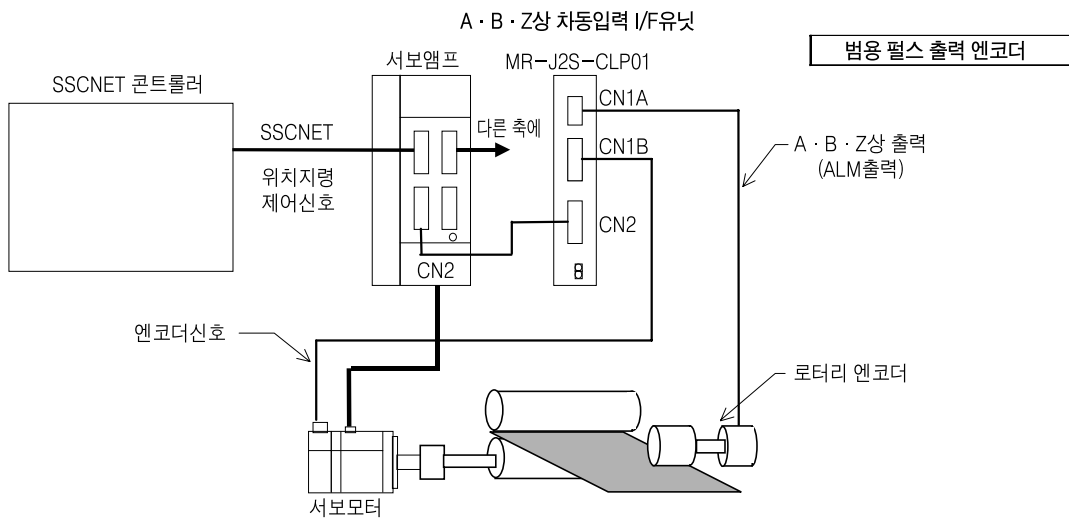 A · B · Z상 차동입력 I/F유닛
범용 펄스 출력 엔코더
서보앰프
MR-J2S-CLP01
SSCNET 콘트롤러
CN1A
SSCNET
다른 축에
CN1B
A · B · Z상 출력
(ALM출력)
위치지령
제어신호
CN2
CN2
엔코더신호
로터리 엔코더
서보모터